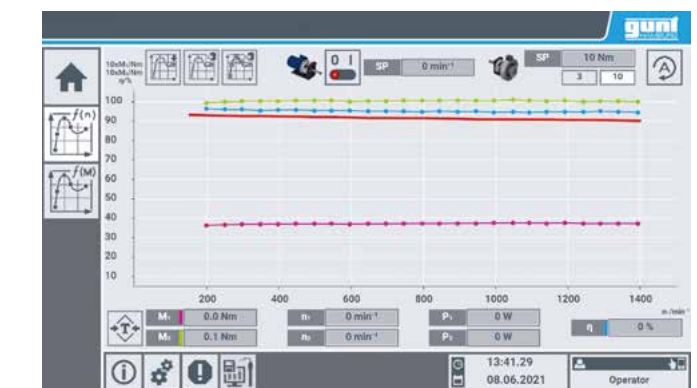 gunt
HAMBURG
10xM₁/Nm
10xM₂/Nm
η/%
0 I
SP 0 min⁻¹
SP 10 Nm
3 10
A
f(n)
f(M)
100
90
80
70
60
50
40
30
20
10
200 400 600 800 1000 1200 1400
n₁/min⁻¹
T
M₁ 0.0 Nm n₁ 0 min⁻¹ P₁ 0 W
η 0 %
M₂ 0.1 Nm n₂ 0 min⁻¹ P₂ 0 W
13:41.29
08.06.2021
Operator